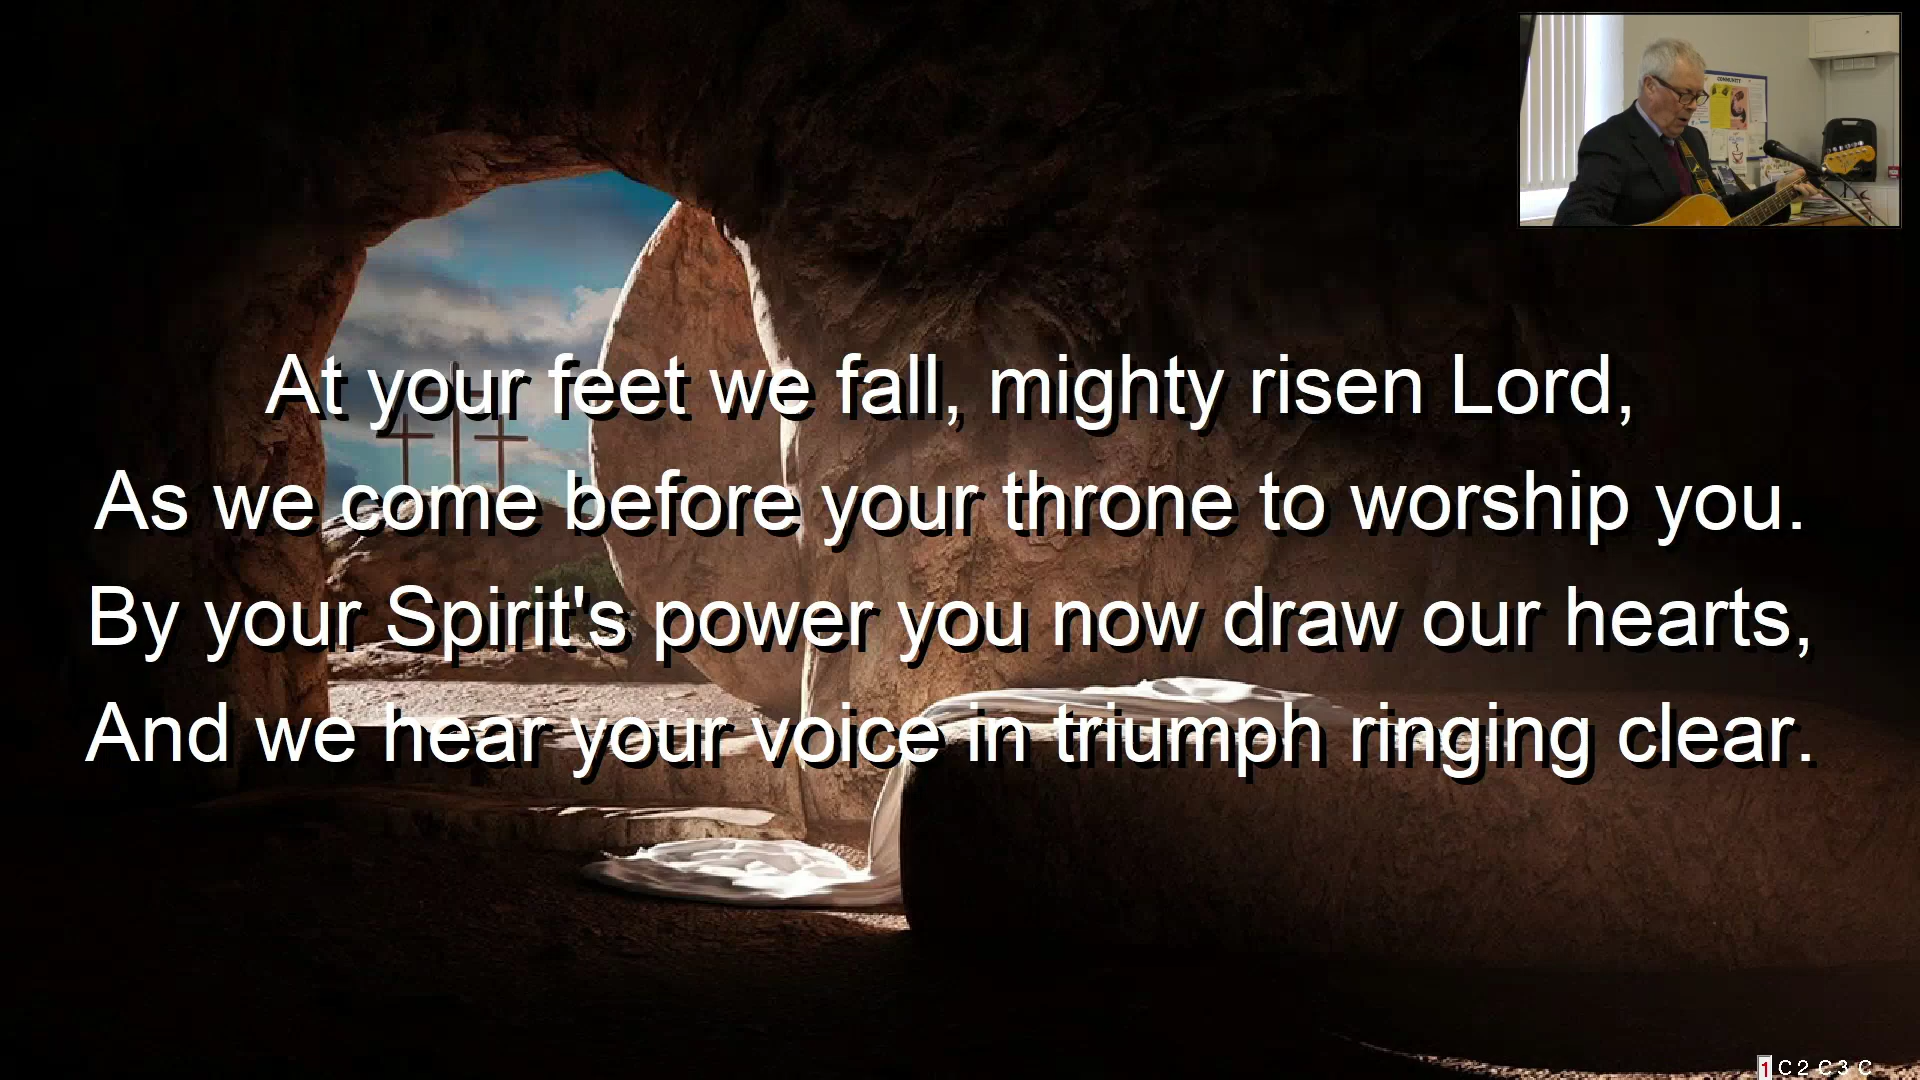 COMMUNITY
At your feet we fall, mighty risen Lord,
As we come before your throne to worship you.
By your Spirit's power you now draw our hearts,
And we hear your voice in triumph ringing clear.
1 C 2 C 3 C